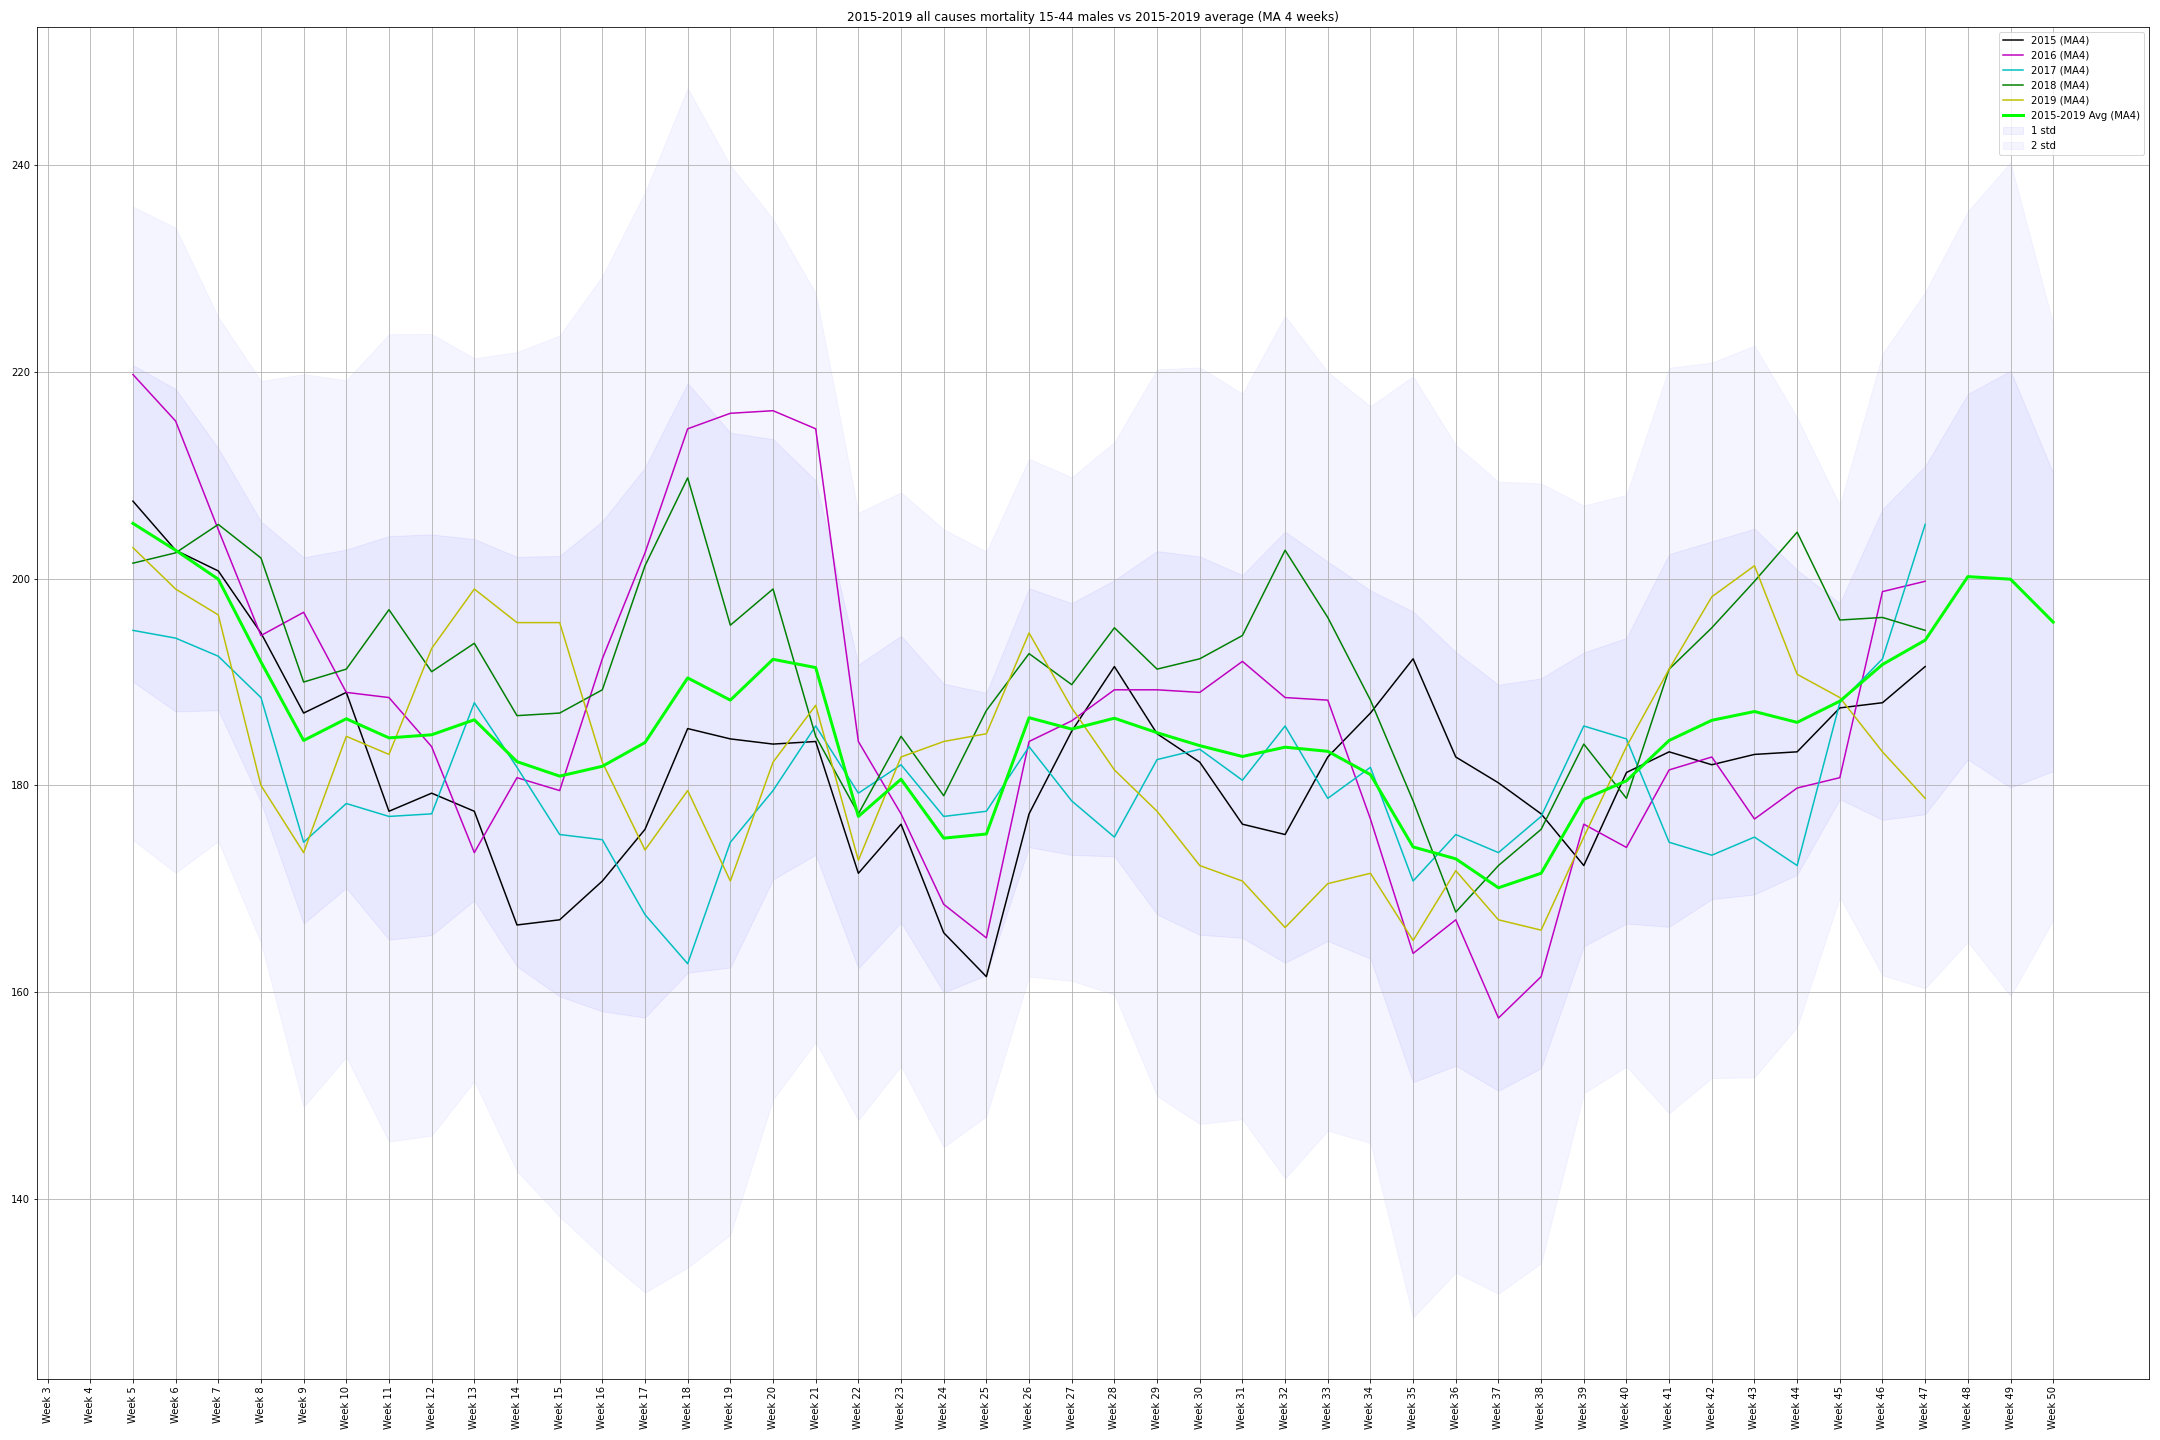 2015-2019 all causes mortality 15-44 males vs 2015-2019 average (MA 4 weeks)
2015 (MA4)
2016 (MA4)
2017 (MA4)
2018 (MA4)
2019 (MA4)
2015-2019 Avg (MA4)
1 std
2 std
240
220
200
180
160
140
Week 3
Week 4
Week 5
Week 6
Week 7
Week 8
Week 9
Week 10
Week 11
Week 12
Week 13
Week 14
Week 15
Week 16
Week 17
Week 18
Week 19
Week 20
Week 21
Week 22
Week 23
Week 24
Week 25
Week 26
Week 27
Week 28
Week 29
Week 30
Week 31
Week 32
Week 33
Week 34
Week 35
Week 36
Week 37
Week 38
Week 39
Week 40
Week 41
Week 42
Week 43
Week 44
Week 45
Week 46
Week 47
Week 48
Week 49
Week 50